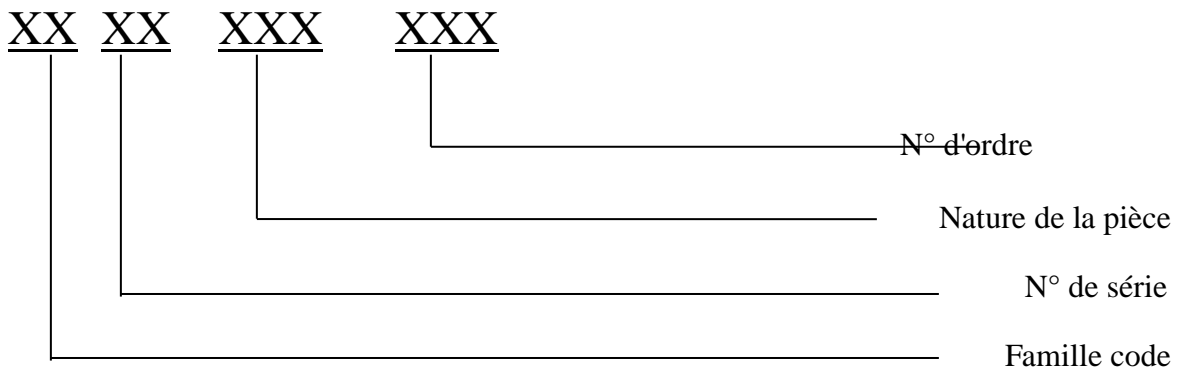 XX XX XXX XXX
N° d'ordre
Nature de la pièce
N° de série
Famille code